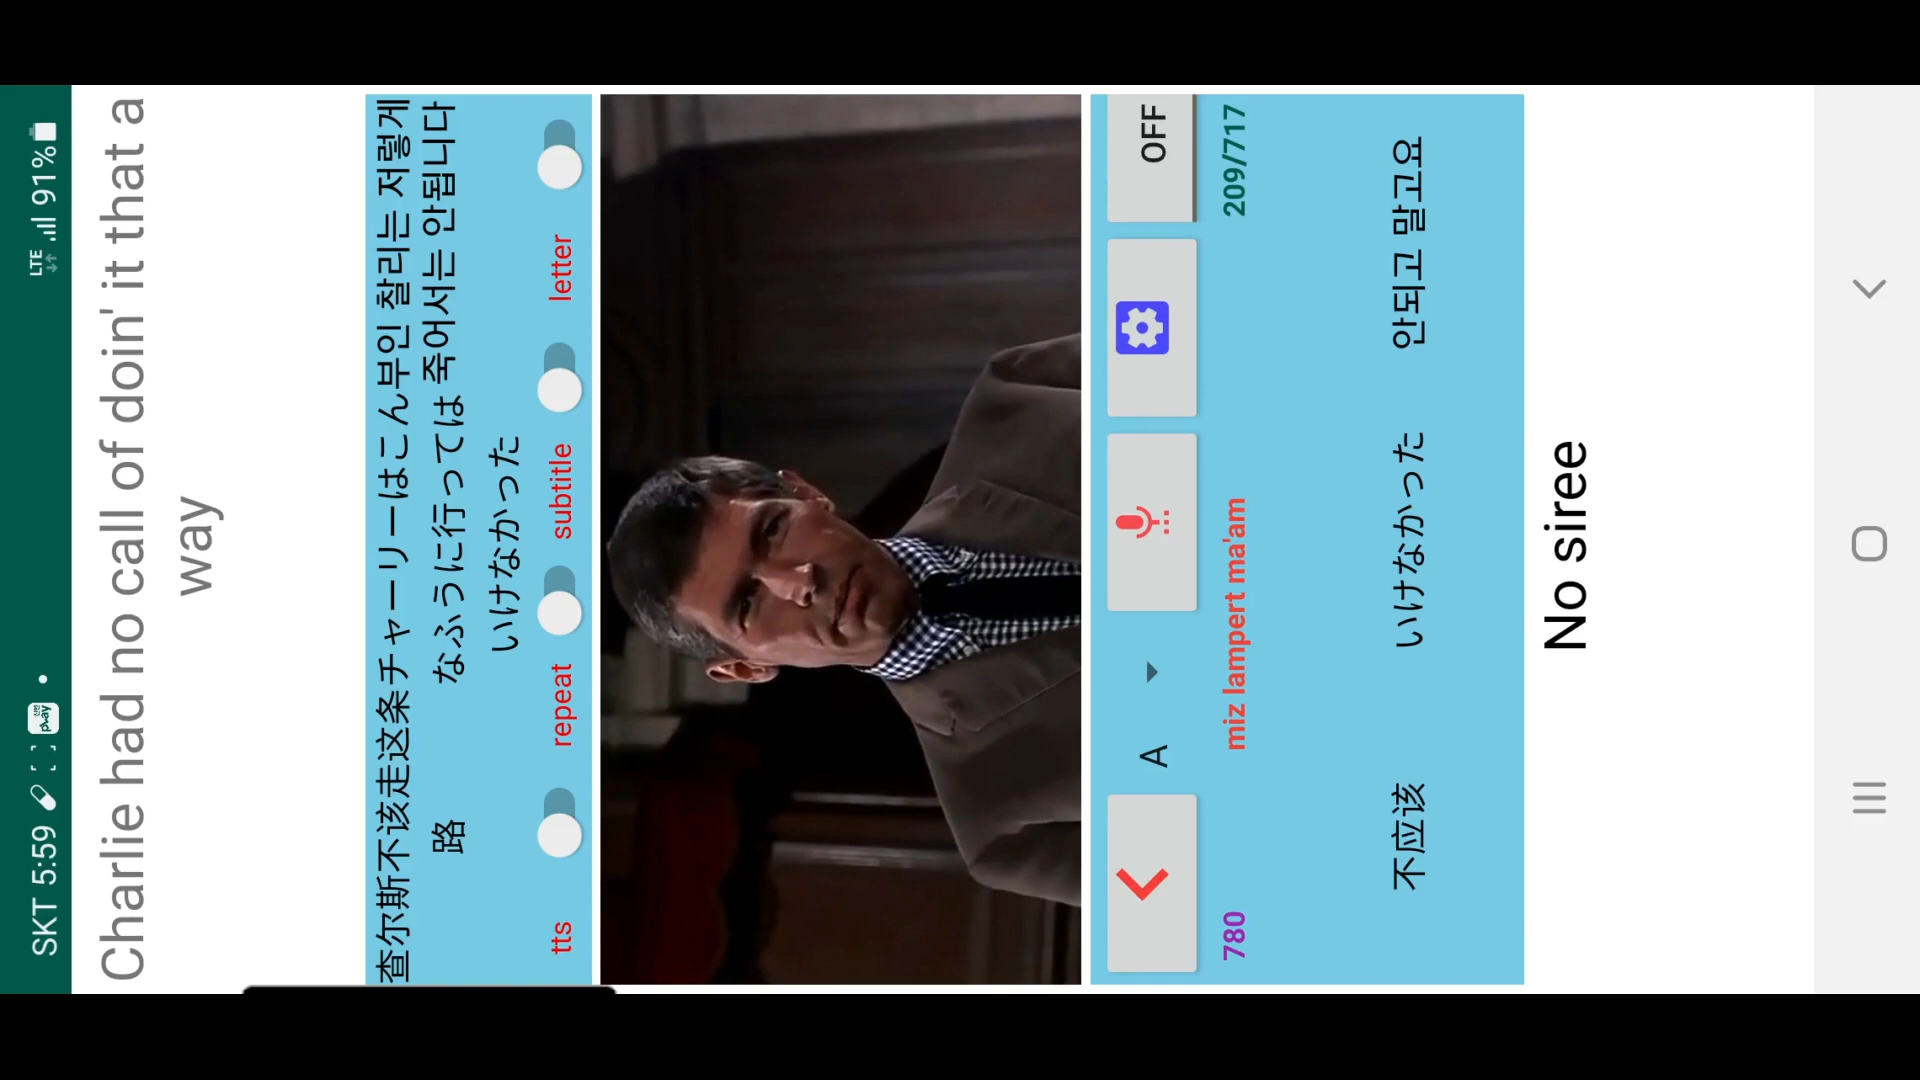 SKT 5:59
LTE
91%
Charlie had no call of doin' it that a
way
查尔斯不该走这条
路
チャーリーはこん
なふうに行っては
いけなかった
부인 찰리는 저렇게
죽어서는 안됩니다
tts
repeat
subtitle
letter
A
OFF
780
miz lampert ma'am
209/717
不应该
いけなかった
안되고 말고요
No siree